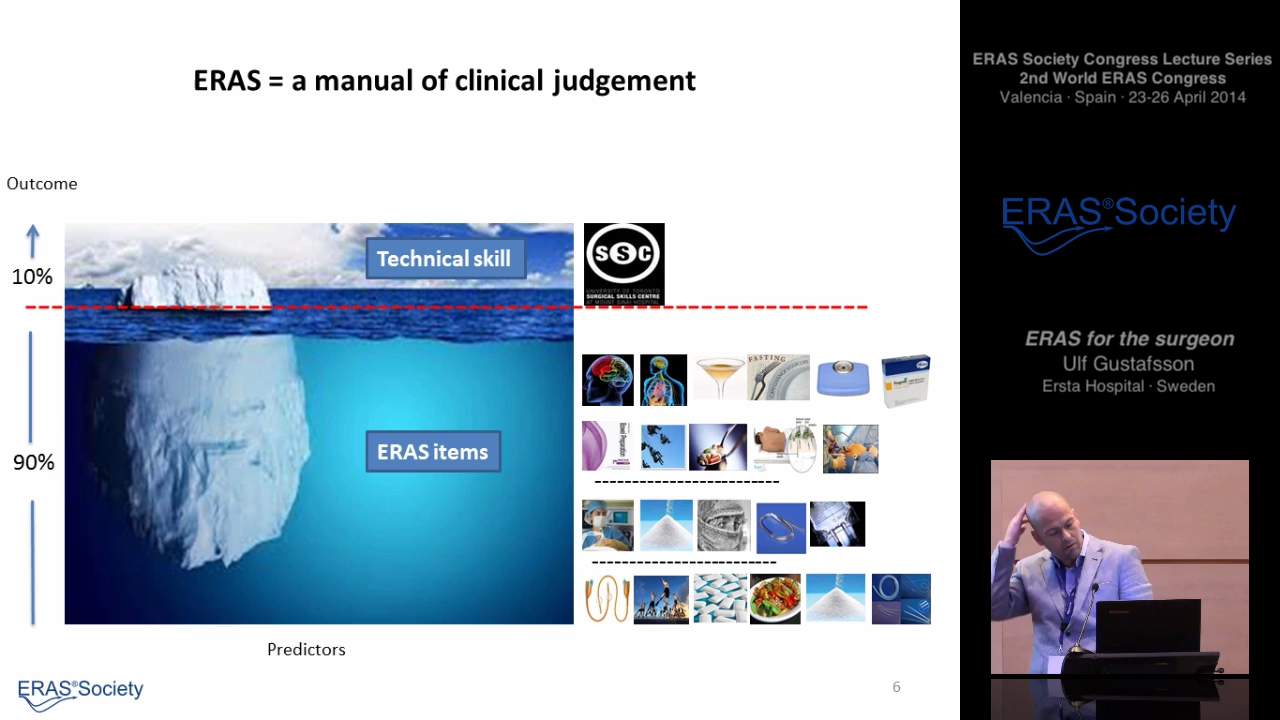 ERAS = a manual of clinical judgement
Outcome
10%
90%
Technical skill
ERAS items
SSC
UNIVERSITY OF TORONTO
SURGICAL SKILLS CENTRE
AT MOUNT SINAI HOSPITAL
FASTING
Bowel Preparation
Predictors
ERAS®Society
6
ERAS Society Congress Lecture Series
2nd World ERAS Congress
Valencia · Spain · 23-26 April 2014
ERAS®Society
ERAS for the surgeon
Ulf Gustafsson
Ersta Hospital · Sweden